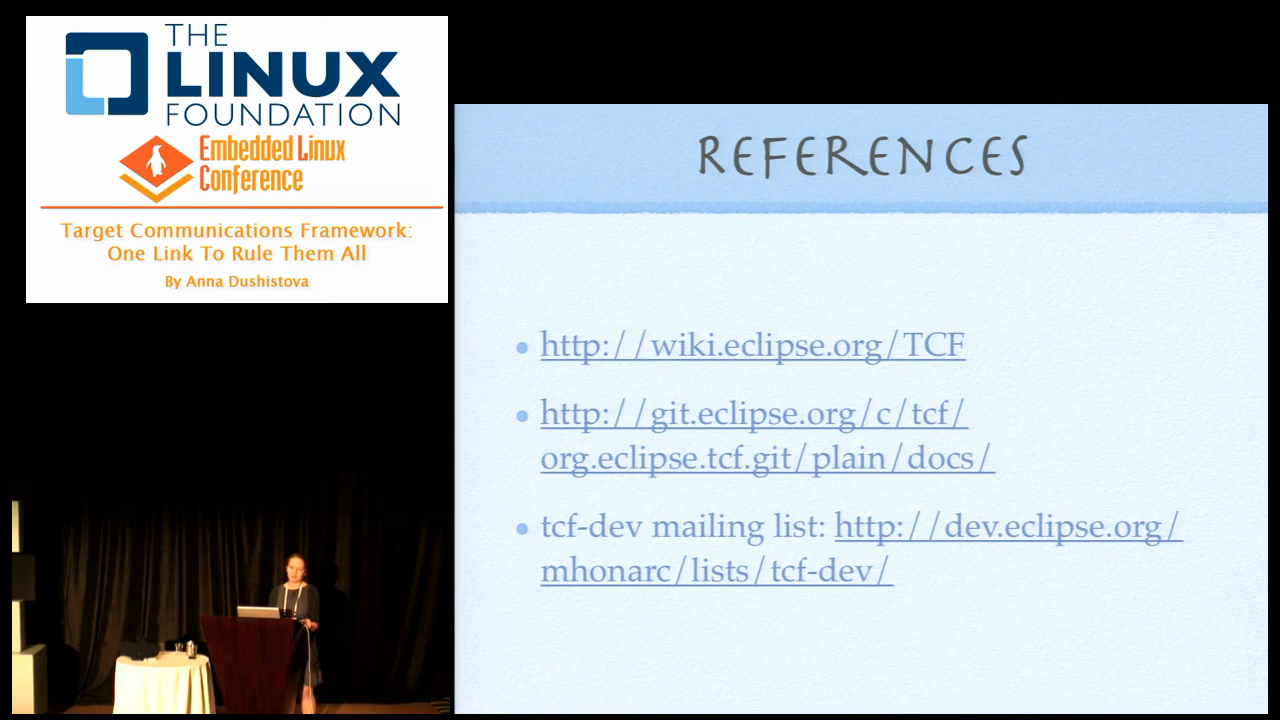 THE
LINUX
FOUNDATION
Embedded Linux
Conference
Target Communications Framework:
One Link To Rule Them All
By Anna Dushistova
REFERENCES
http://wiki.eclipse.org/TCF
http://git.eclipse.org/c/tcf/
org.eclipse.tcf.git/plain/docs/
tcf-dev mailing list: http://dev.eclipse.org/
mhonarc/lists/tcf-dev/